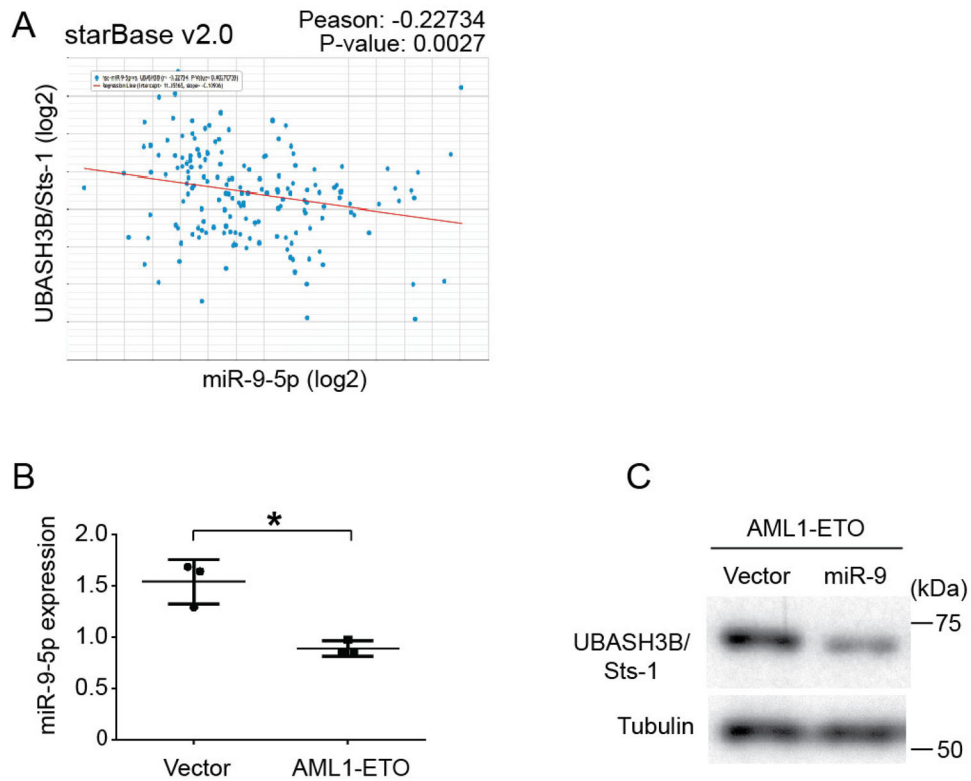 A
starBase v2.0
Peason: -0.22734
P-value: 0.0027
UBASH3B/Sts-1 (log2)
miR-9-5p (log2)
B
miR-9-5p expression
*
2.0
1.5
1.0
0.5
0
Vector
AML1-ETO
C
AML1-ETO
Vector
miR-9
(kDa)
UBASH3B/
Sts-1
75
Tubulin
50